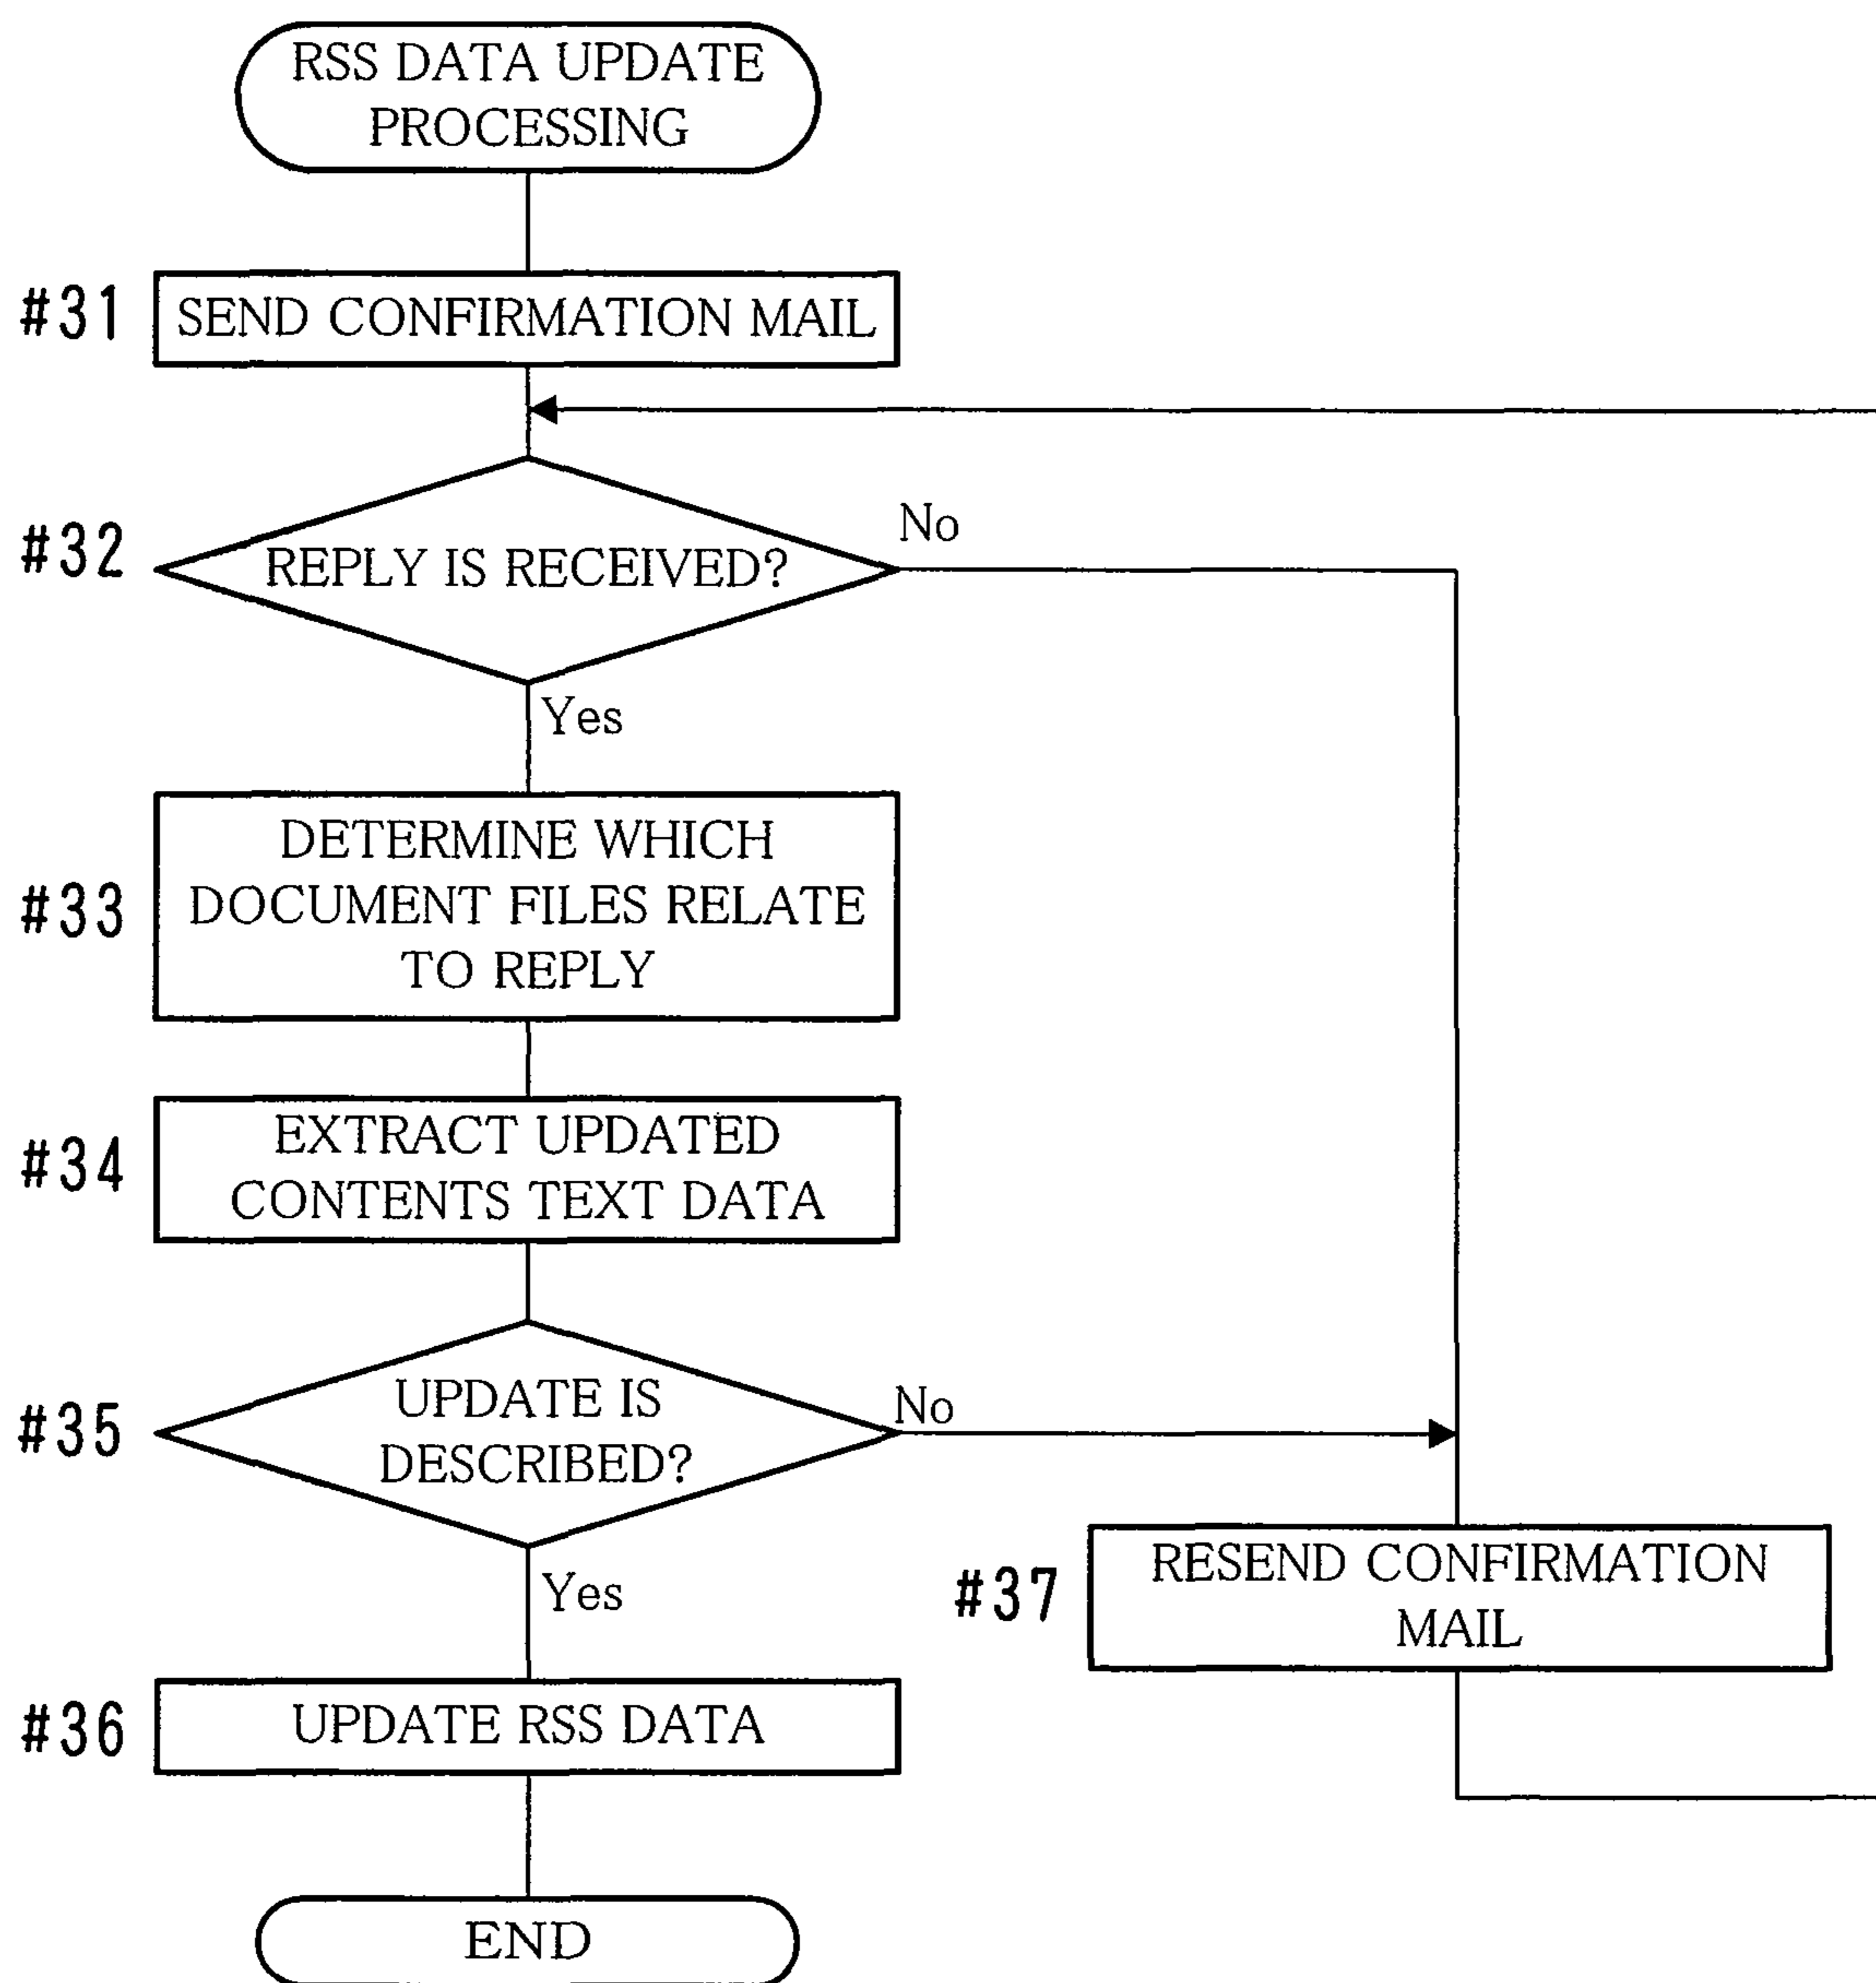 RSS DATA UPDATE
PROCESSING
#31
SEND CONFIRMATION MAIL
#32
REPLY IS RECEIVED?
No
Yes
#33
DETERMINE WHICH
DOCUMENT FILES RELATE
TO REPLY
#34
EXTRACT UPDATED
CONTENTS TEXT DATA
#35
UPDATE IS
DESCRIBED?
No
Yes
#37
RESEND CONFIRMATION
MAIL
#36
UPDATE RSS DATA
END